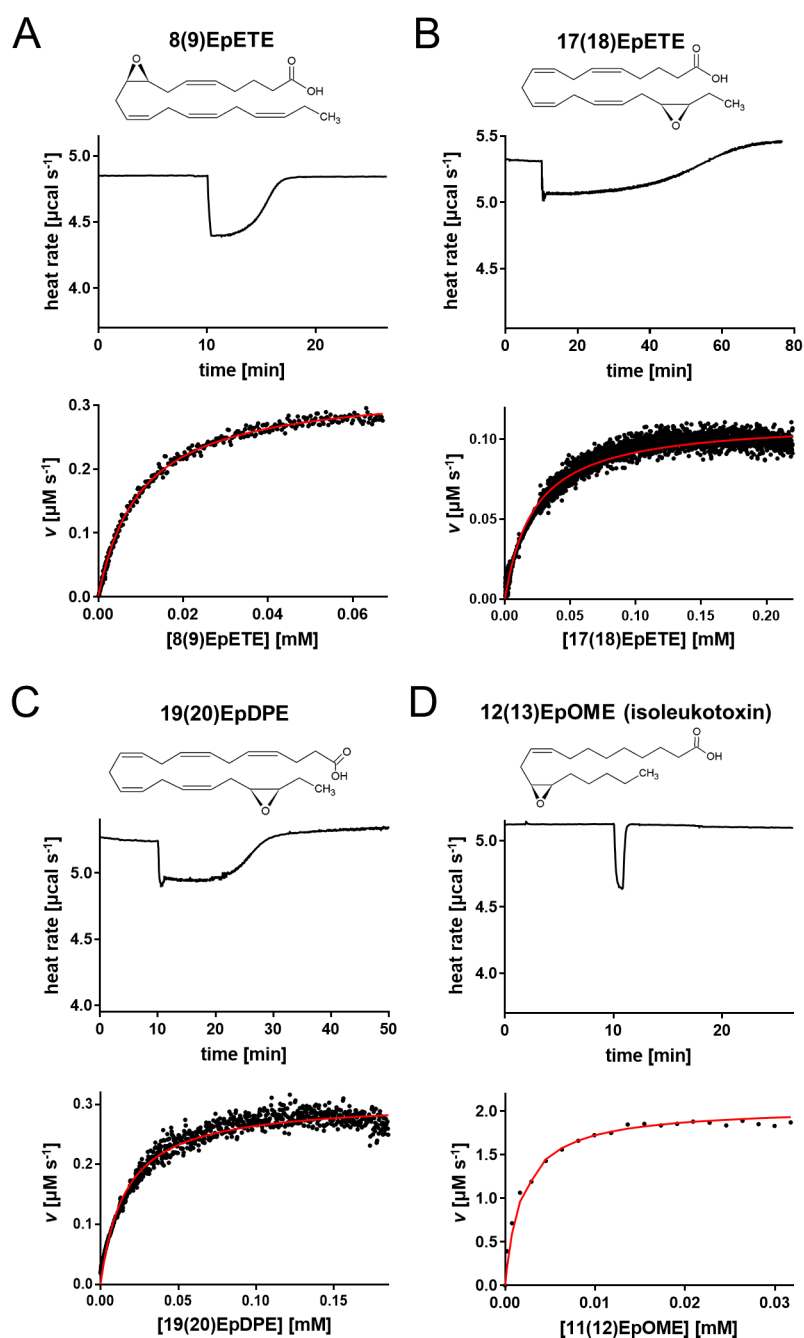 A
8(9)EpETE
O
O
OH
CH3
heat rate [µcal s⁻¹]
5.0
4.5
4.0
0
10
20
time [min]
v [µM s⁻¹]
0.3
0.2
0.1
0.0
0.00
0.02
0.04
0.06
[8(9)EpETE] [mM]
B
17(18)EpETE
O
OH
CH3
O
heat rate [µcal s⁻¹]
5.5
5.0
4.5
0
20
40
60
80
time [min]
v [µM s⁻¹]
0.10
0.05
0.00
0.00
0.05
0.10
0.15
0.20
[17(18)EpETE] [mM]
C
19(20)EpDPE
O
OH
CH3
O
heat rate [µcal s⁻¹]
5.0
4.5
4.0
0
10
20
30
40
50
time [min]
v [µM s⁻¹]
0.3
0.2
0.1
0.0
0.00
0.05
0.10
0.15
[19(20)EpDPE] [mM]
D
12(13)EpOME (isoleukotoxin)
O
OH
CH3
O
heat rate [µcal s⁻¹]
5.0
4.5
4.0
0
10
20
time [min]
v [µM s⁻¹]
2.0
1.5
1.0
0.5
0.0
0.00
0.01
0.02
0.03
[11(12)EpOME] [mM]